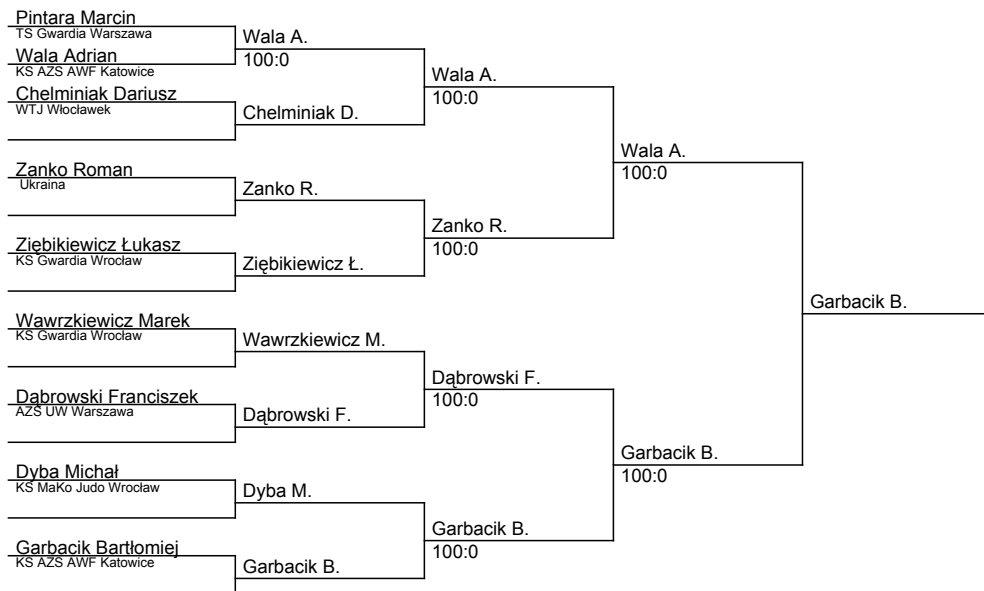 Pintara Marcin
TS Gwardia Warszawa
Wala Adrian
KS AZS AWF Katowice
Chelminiak Dariusz
WTJ Włocławek
Zanko Roman
Ukraina
Ziębikiewicz Łukasz
KS Gwardia Wrocław
Wawrzkiewicz Marek
KS Gwardia Wrocław
Dąbrowski Franciszek
AZS UW Warszawa
Dyba Michał
KS MaKo Judo Wrocław
Garbacik Bartłomiej
KS AZS AWF Katowice
Wala A.
100:0
Chelminiak D.
Zanko R.
Ziębikiewicz Ł.
Wawrzkiewicz M.
Dąbrowski F.
Dyba M.
Garbacik B.
Wala A.
100:0
Zanko R.
100:0
Dąbrowski F.
100:0
Garbacik B.
100:0
Wala A.
100:0
Garbacik B.
100:0
Garbacik B.